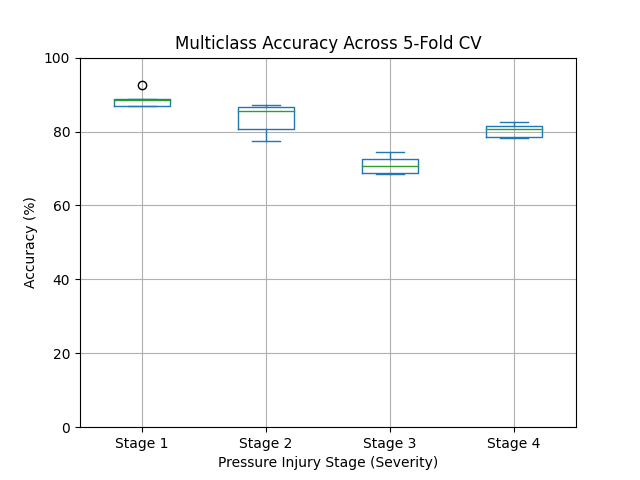 Multiclass Accuracy Across 5-Fold CV
100
80
60
40
20
0
Accuracy (%)
Stage 1 Stage 2 Stage 3 Stage 4
Pressure Injury Stage (Severity)